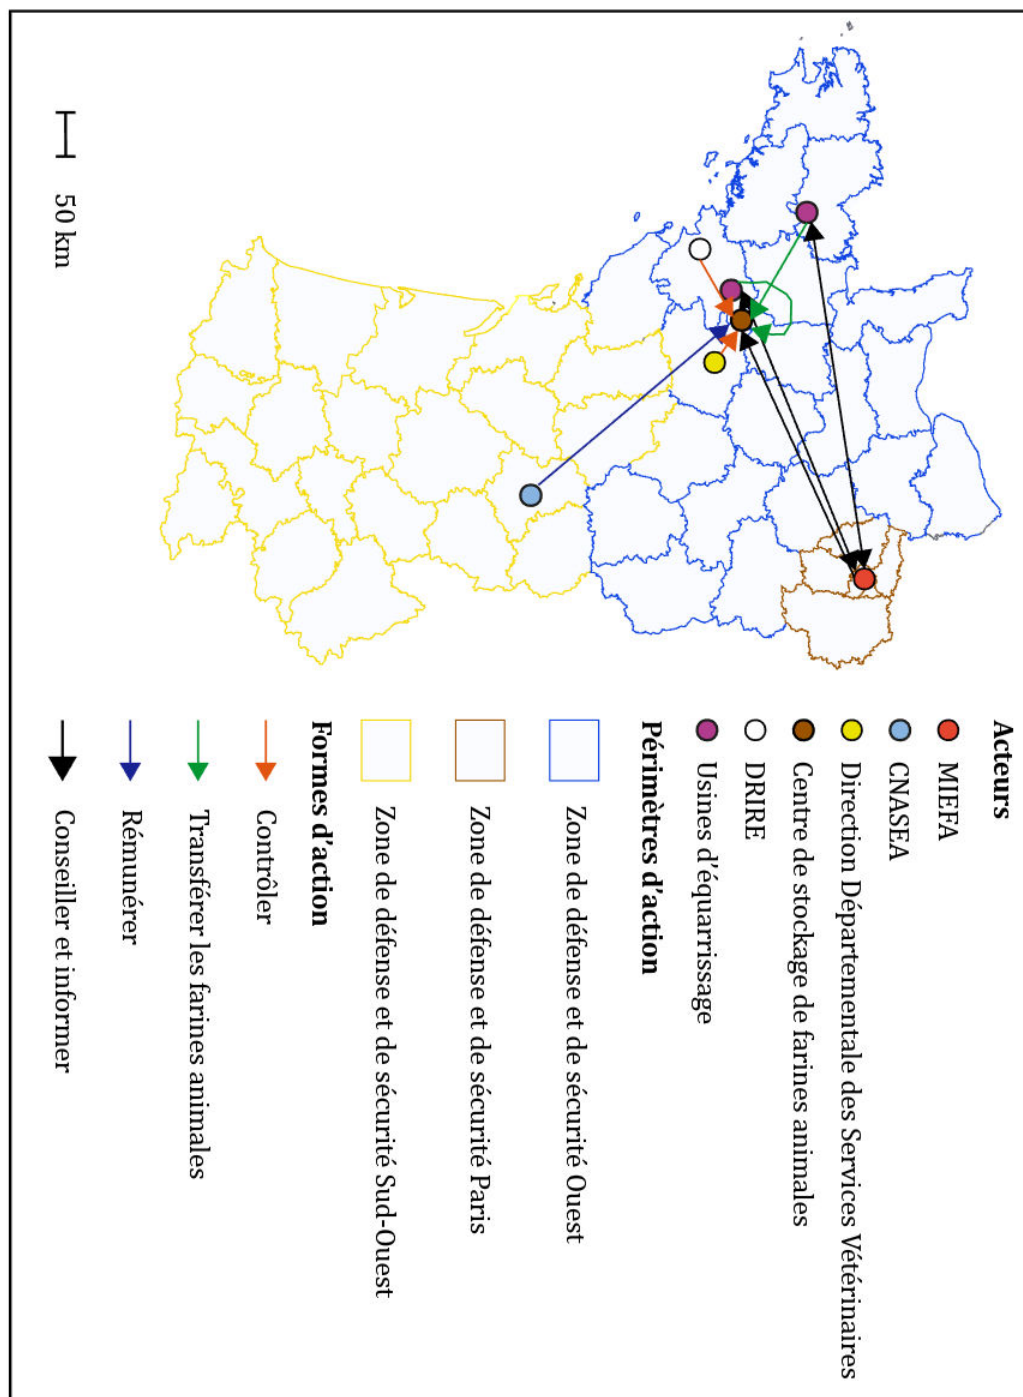 Acteurs
MIEFA
CNASEA
Direction Départementale des Services Vétérinaires
Centre de stockage de farines animales
DRIRE
Usines d'équarrissage
Périmètres d'action
Zone de défense et de sécurité Ouest
Zone de défense et de sécurité Paris
Zone de défense et de sécurité Sud-Ouest
Formes d'action
Contrôler
Transférer les farines animales
Rémunérer
Conseiller et informer
50 km